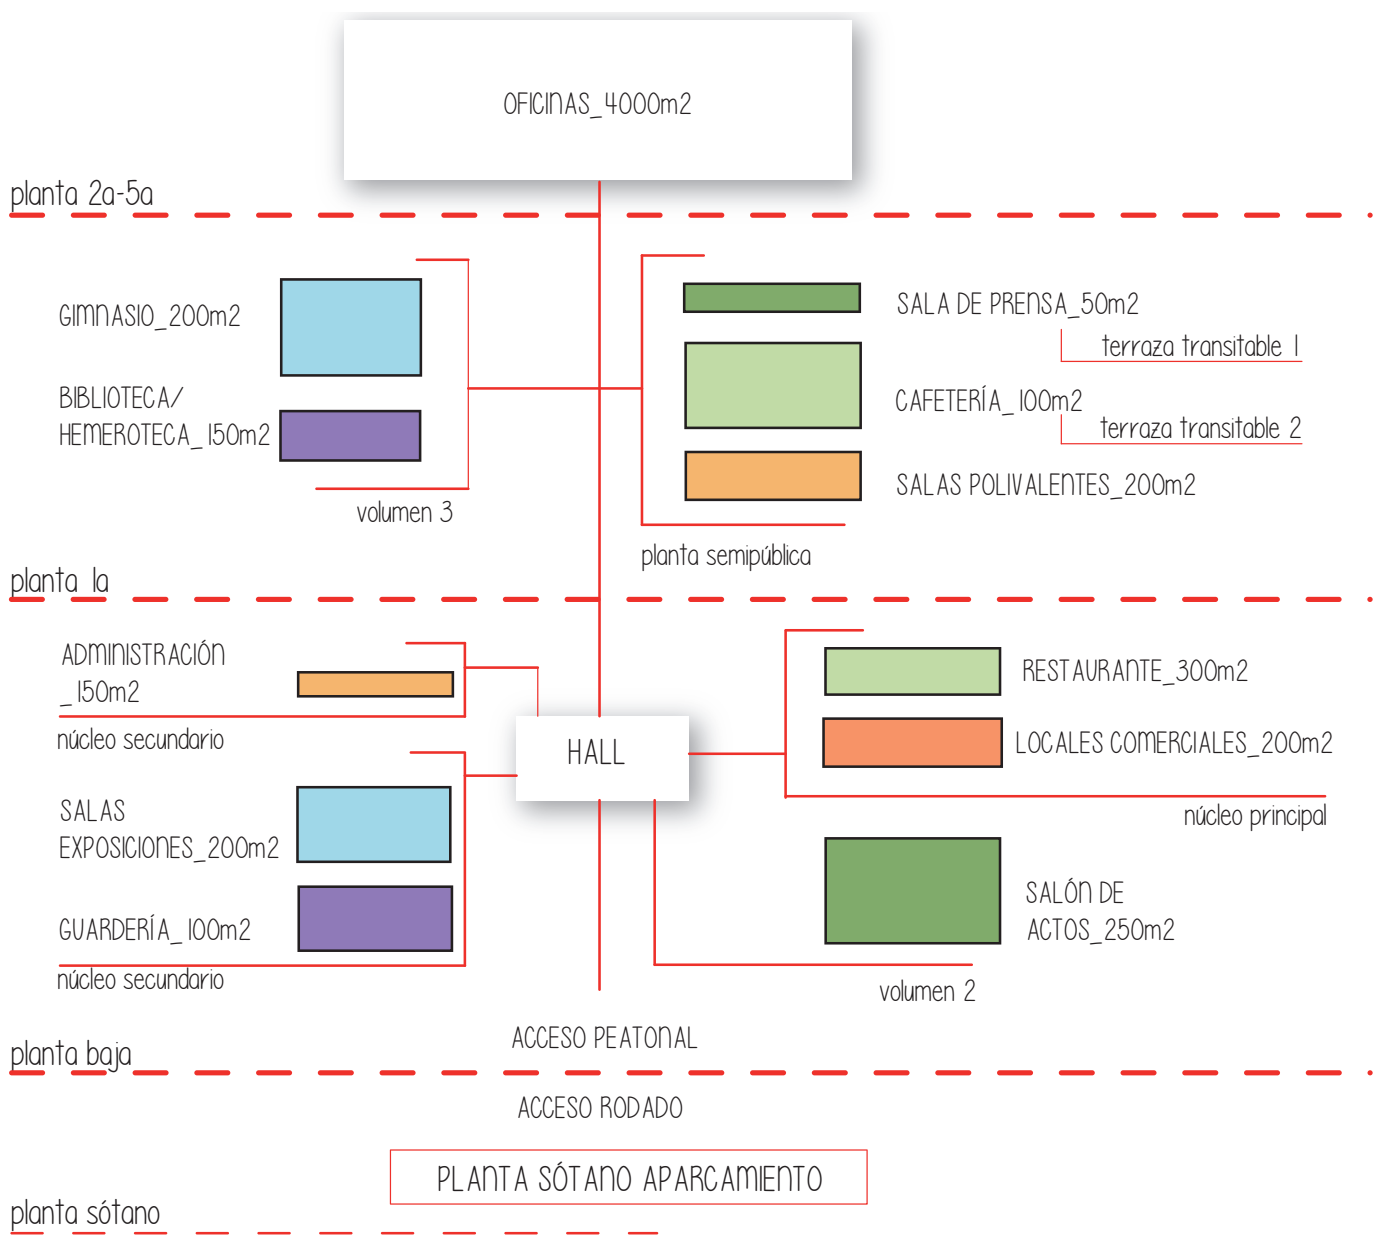 OFICINAS_4000m2
planta 2a-5a
GIMNASIO_200m2
BIBLIOTECA/
HEMEROTECA_150m2
volumen 3
SALA DE PRENSA_50m2
terraza transitable 1
CAFETERÍA_100m2
terraza transitable 2
SALAS POLIVALENTES_200m2
planta semipública
planta 1a
ADMINISTRACIÓN
_150m2
núcleo secundario
HALL
RESTAURANTE_300m2
LOCALES COMERCIALES_200m2
núcleo principal
SALAS
EXPOSICIONES_200m2
GUARDERÍA_100m2
núcleo secundario
SALÓN DE
ACTOS_250m2
volumen 2
ACCESO PEATONAL
planta baja
ACCESO RODADO
PLANTA SÓTANO APARCAMIENTO
planta sótano